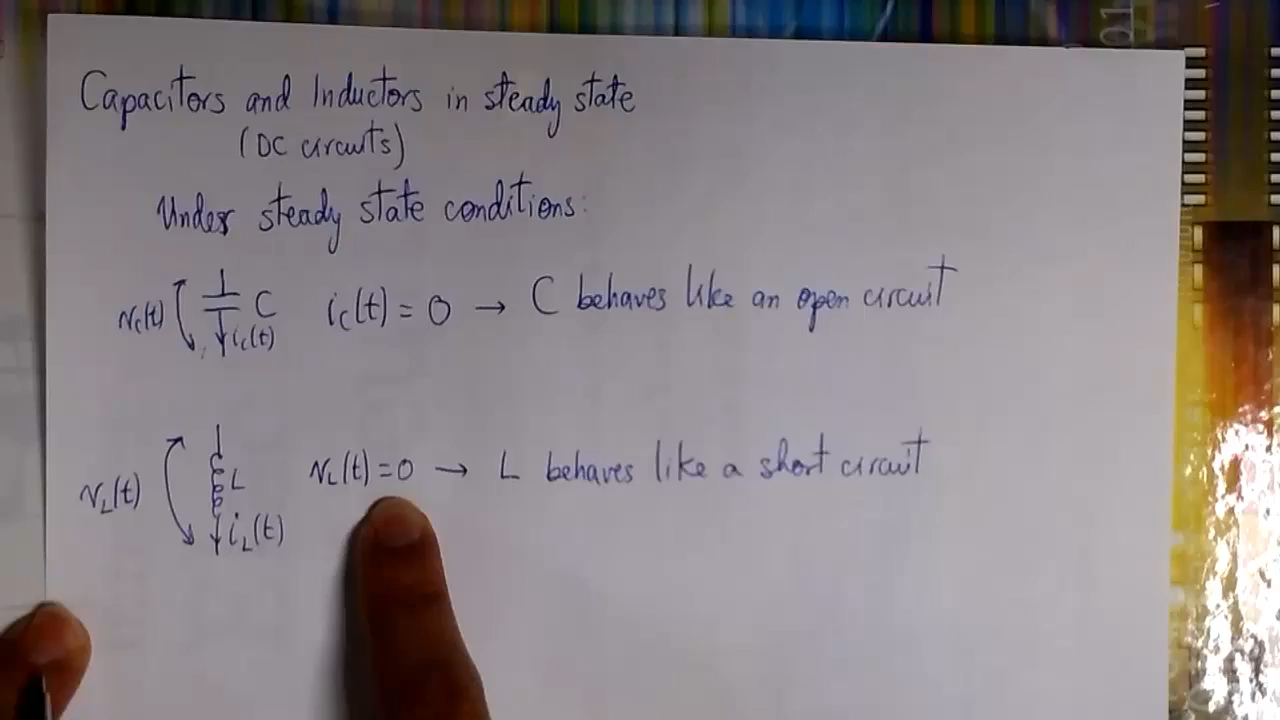 Capacitors and Inductors in steady state
(DC circuits)
Under steady state conditions:
Vc(t) C ic(t) ic(t) = 0 → C behaves like an open circuit
VL(t) L iL(t) VL(t) = 0 → L behaves like a short circuit